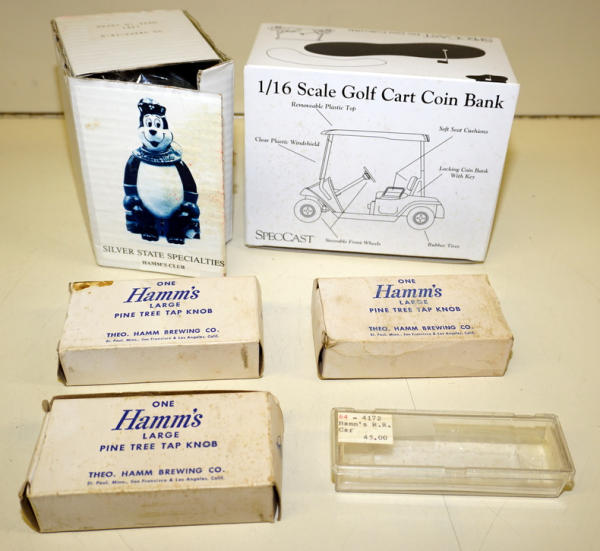 1/16 Scale Golf Cart Coin Bank
Removeable Plastic Top
Clear Plastic Windshield
Soft Seat Cushions
Locking Coin Bank
With Key
SPECCAST
Steerable Front Wheels
Rubber Tires
SILVER STATE SPECIALTIES
HAMM'S CLUB
ONE
Hamm's
LARGE
PINE TREE TAP KNOB
THEO. HAMM BREWING CO.
St. Paul, Minn., San Francisco & Los Angeles, Calif.
ONE
Hamm's
LARGE
PINE TREE TAP KNOB
THEO. HAMM BREWING CO.
St. Paul, Minn., San Francisco & Los Angeles, Calif.
ONE
Hamm's
LARGE
PINE TREE TAP KNOB
THEO. HAMM BREWING CO.
St. Paul, Minn., San Francisco & Los Angeles, Calif.
64 - 4172
Hamm's R.R.
Car
45.00